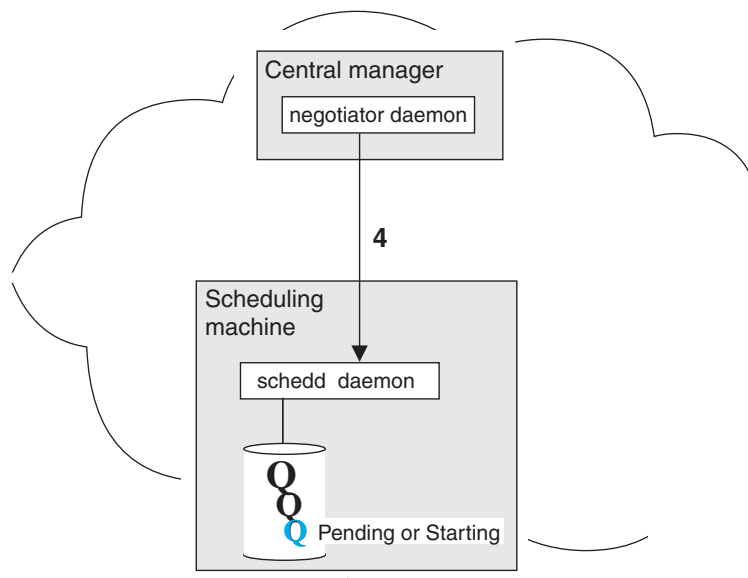 Central manager
negotiator daemon
4
Scheduling
machine
schedd daemon
Q
Q
Q Pending or Starting